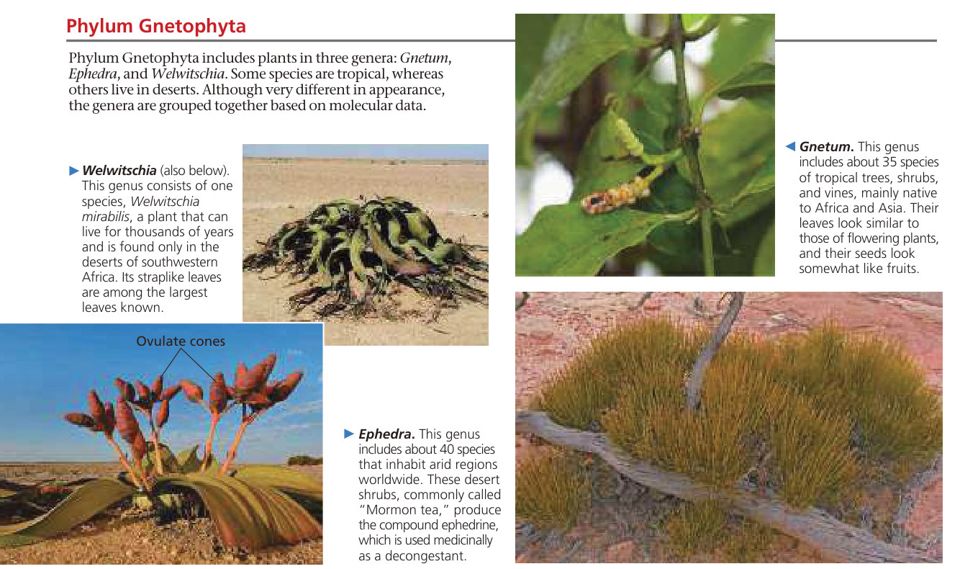 Phylum Gnetophyta
Phylum Gnetophyta includes plants in three genera: Gnetum,
Ephedra, and Welwitschia. Some species are tropical, whereas
others live in deserts. Although very different in appearance,
the genera are grouped together based on molecular data.
▶ Welwitschia (also below).
This genus consists of one
species, Welwitschia
mirabilis, a plant that can
live for thousands of years
and is found only in the
deserts of southwestern
Africa. Its straplike leaves
are among the largest
leaves known.
◀ Gnetum. This genus
includes about 35 species
of tropical trees, shrubs,
and vines, mainly native
to Africa and Asia. Their
leaves look similar to
those of flowering plants,
and their seeds look
somewhat like fruits.
Ovulate cones
▶ Ephedra. This genus
includes about 40 species
that inhabit arid regions
worldwide. These desert
shrubs, commonly called
“Mormon tea,” produce
the compound ephedrine,
which is used medicinally
as a decongestant.